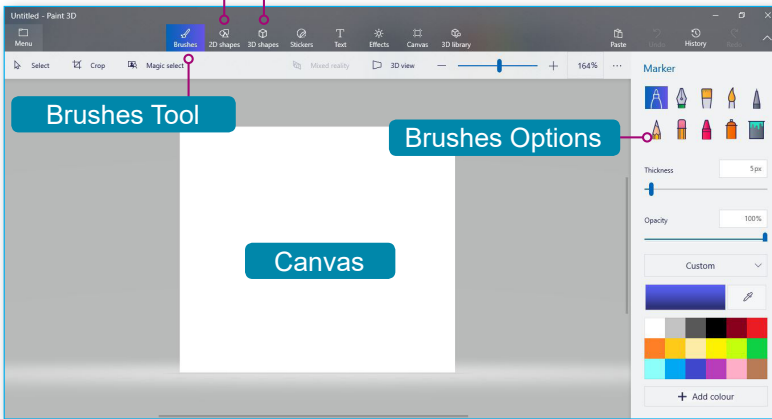 Untitled - Paint 3D
Menu
Brushes
2D shapes
3D shapes
Stickers
Text
Effects
Canvas
3D library
Paste
Undo
History
Redo
Select
Crop
Magic select
Mixed reality
3D view
164%
Marker
Brushes Tool
Brushes Options
Canvas
Thickness
5px
Opacity
100%
Custom
Add colour